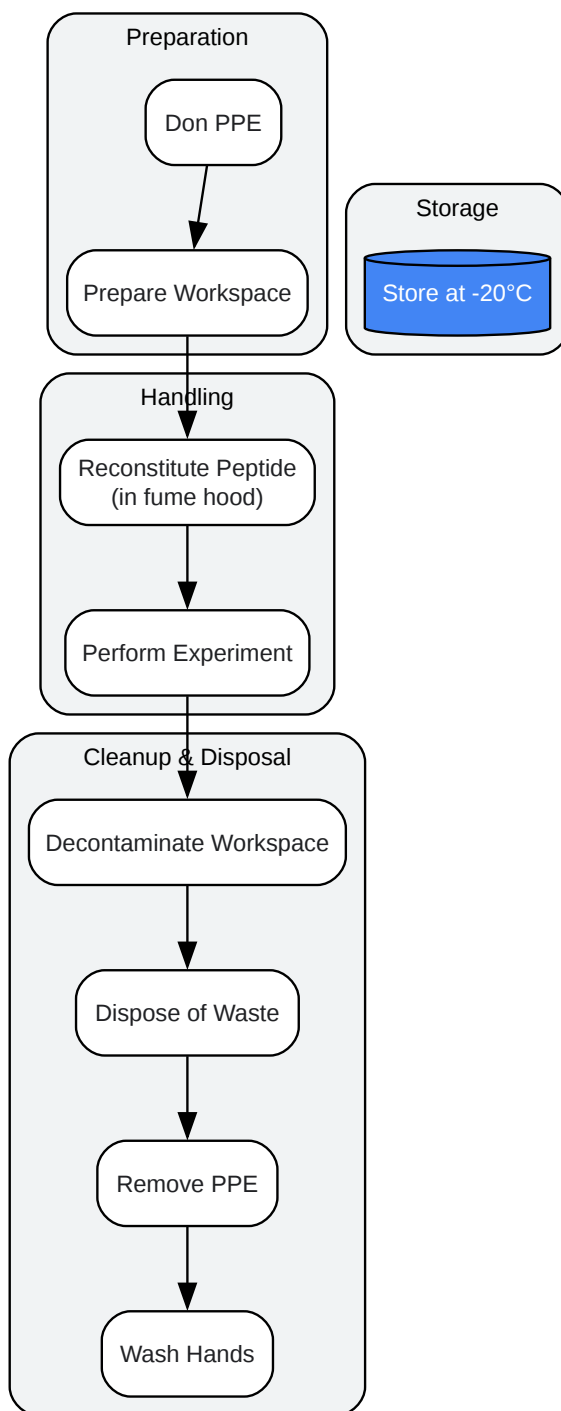 Preparation
Don PPE
Prepare Workspace
Storage
Store at -20°C
Handling
Reconstitute Peptide
(in fume hood)
Perform Experiment
Cleanup & Disposal
Decontaminate Workspace
Dispose of Waste
Remove PPE
Wash Hands